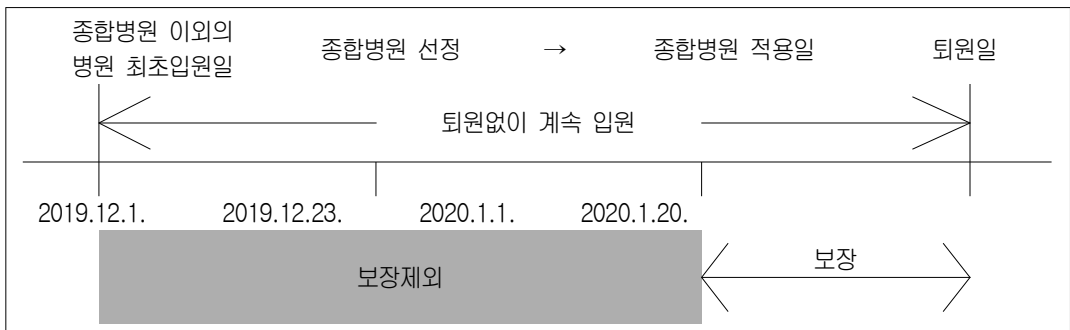 종합병원 이외의
병원 최초입원일
종합병원 선정 → 종합병원 적용일 퇴원일
퇴원없이 계속 입원
2019.12.1. 2019.12.23. 2020.1.1. 2020.1.20.
보장제외 보장